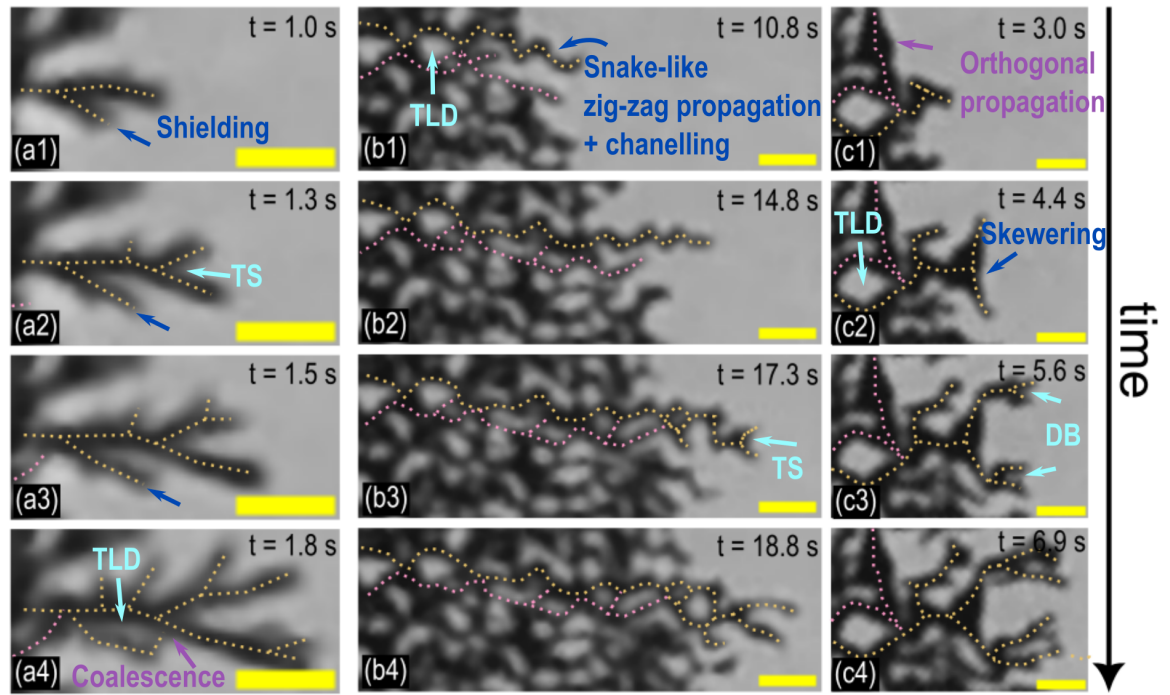 t = 1.0 s
Shielding
(a1)
t = 10.8 s
Snake-like
zig-zag propagation
+ chanelling
TLD
(b1)
t = 3.0 s
Orthogonal
propagation
(c1)
t = 1.3 s
TS
(a2)
t = 14.8 s
(b2)
t = 4.4 s
TLD
Skewering
(c2)
t = 1.5 s
(a3)
t = 17.3 s
TS
(b3)
t = 5.6 s
DB
(c3)
t = 1.8 s
TLD
Coalescence
(a4)
t = 18.8 s
(b4)
t = 6.9 s
(c4)
time